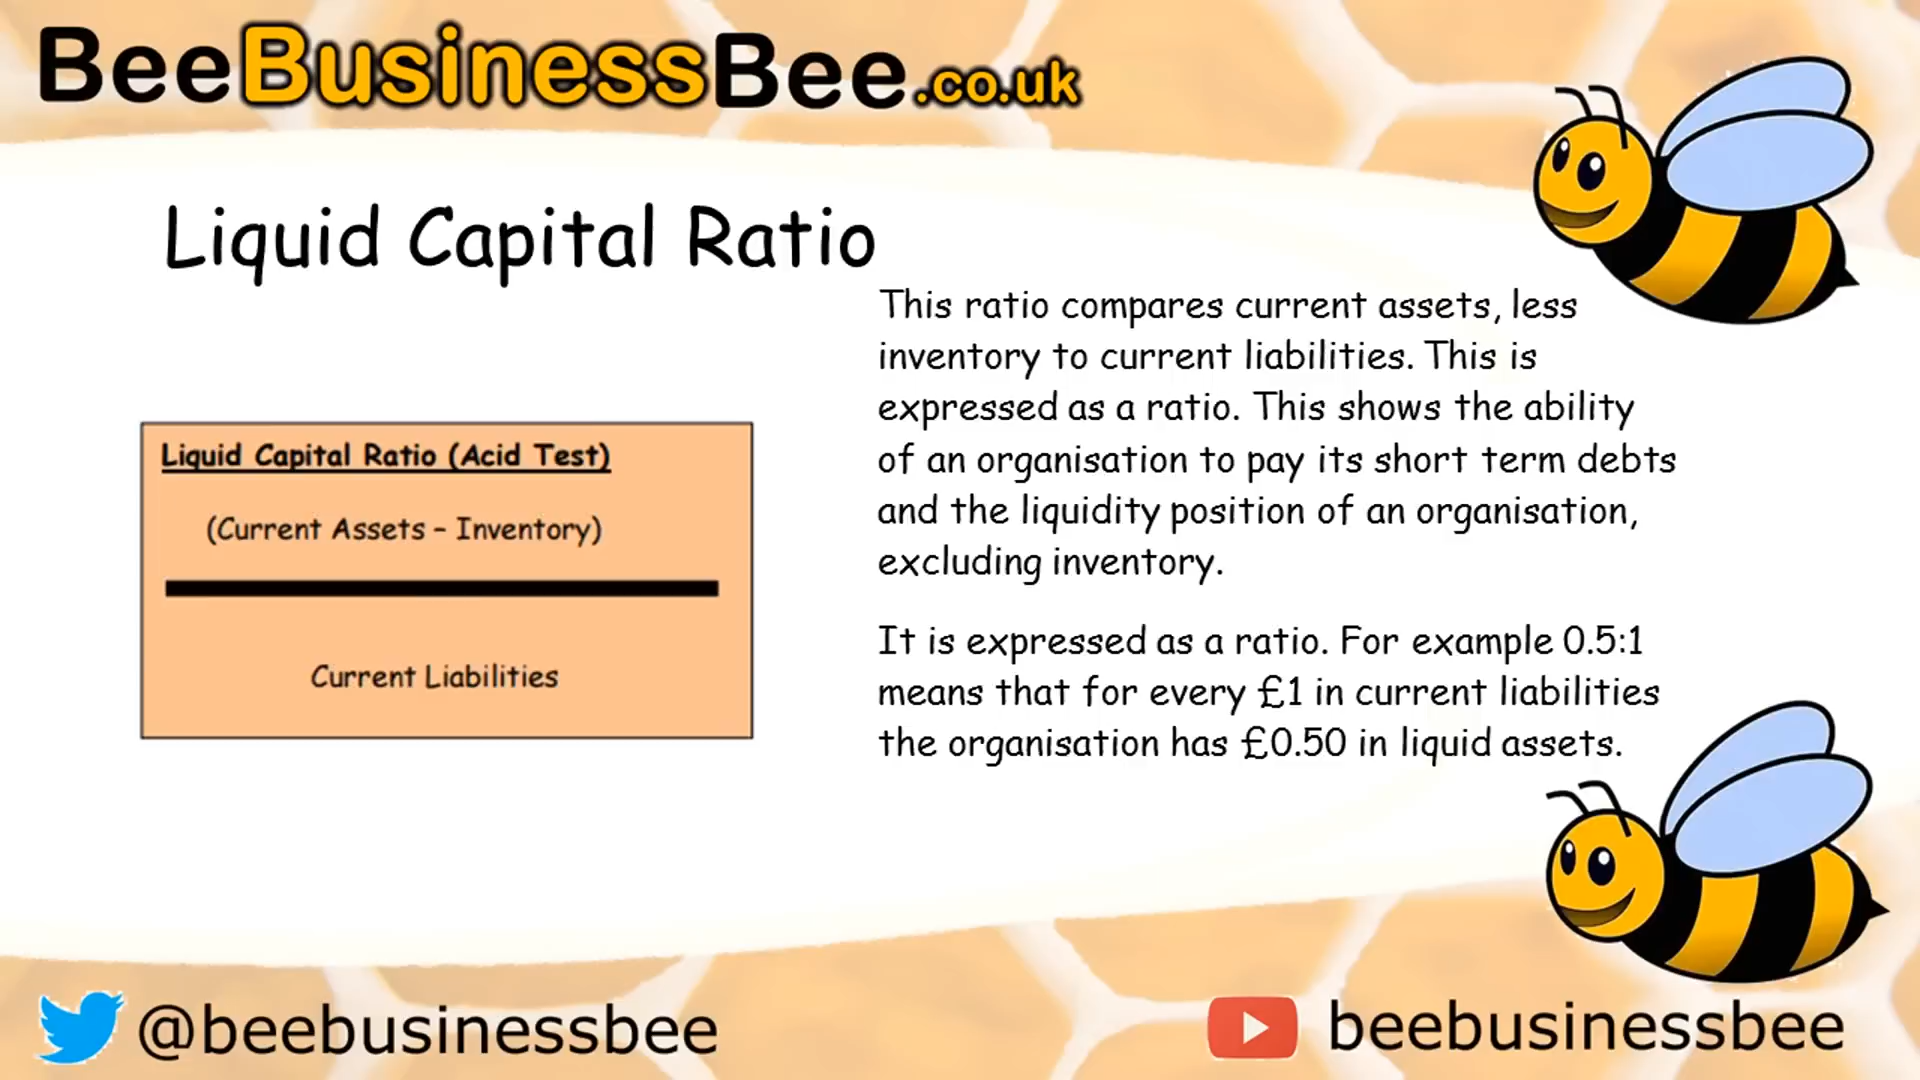 BeeBusinessBee.co.uk
Liquid Capital Ratio
Liquid Capital Ratio (Acid Test)
(Current Assets – Inventory)
Current Liabilities
This ratio compares current assets, less
inventory to current liabilities. This is
expressed as a ratio. This shows the ability
of an organisation to pay its short term debts
and the liquidity position of an organisation,
excluding inventory.
It is expressed as a ratio. For example 0.5:1
means that for every £1 in current liabilities
the organisation has £0.50 in liquid assets.
@beebusinessbee
beebusinessbee